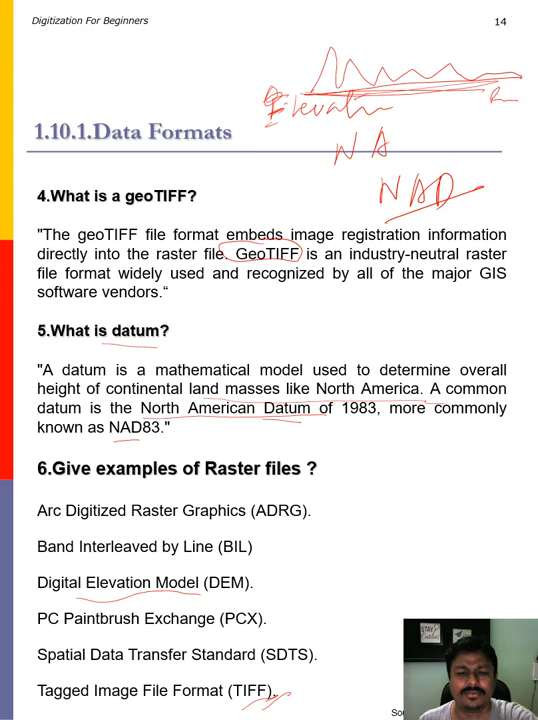 Digitization For Beginners
14
Elevatin
N A
NAD
1.10.1.Data Formats
4.What is a geoTIFF?
"The geoTIFF file format embeds image registration information
directly into the raster file. GeoTIFF is an industry-neutral raster
file format widely used and recognized by all of the major GIS
software vendors.“
5.What is datum?
"A datum is a mathematical model used to determine overall
height of continental land masses like North America. A common
datum is the North American Datum of 1983, more commonly
known as NAD83."
6.Give examples of Raster files ?
Arc Digitized Raster Graphics (ADRG).
Band Interleaved by Line (BIL)
Digital Elevation Model (DEM).
PC Paintbrush Exchange (PCX).
Spatial Data Transfer Standard (SDTS).
Tagged Image File Format (TIFF).
STAY